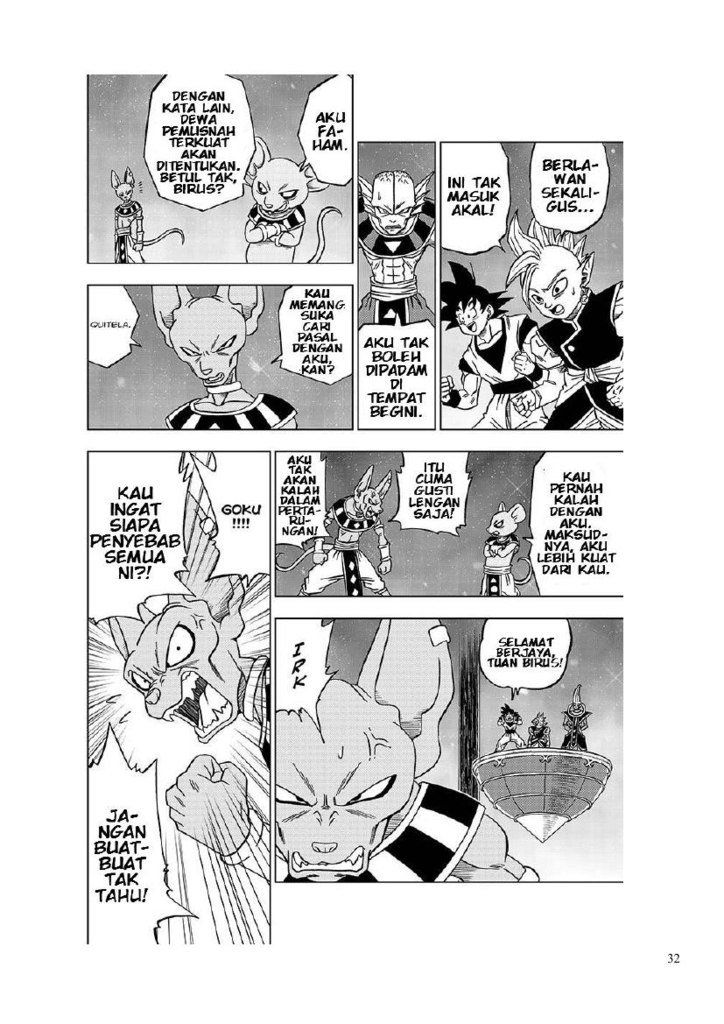 BERLA-
WAN
SEKALI-
GUS...
INI TAK
MASUK
AKAL!
AKU TAK
BOLEH
DIPADAM
DI
TEMPAT
BEGINI.
AKU
FA-
HAM.
DENGAN
KATA LAIN,
DEWA
PEMUSNAH
TERKUAT
AKAN
DITENTUKAN.
BETUL TAK,
BIRUS?
KAU
MEMANG
SUKA
CARI
PASAL
DENGAN
AKU,
KAN?
QUITELA.
KAU
PERNAH
KALAH
DENGAN
AKU.
MAKSUD-
NYA, AKU
LEBIH KUAT
DARI KAU.
ITU
CUMA
GUSTI
LENGAN
SAJA!
AKU
TAK
AKAN
KALAH
DALAM
PERTA-
RU-
NGAN!
SELAMAT
BERJAYA,
TUAN BIRUS!
IRK
GOKU
!!!!
KAU
INGAT
SIAPA
PENYEBAB
SEMUA
NI?!
JA-
NGAN
BUAT-
BUAT
TAK
TAHU!
32